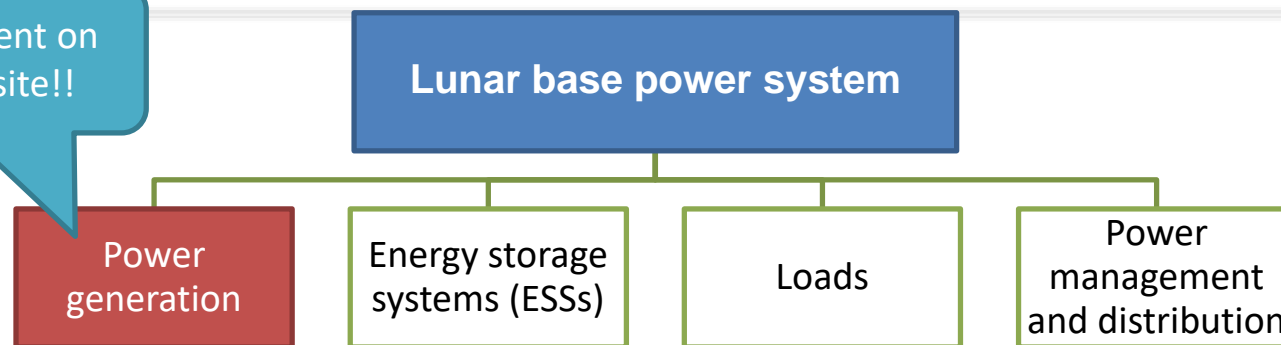 ent on
site!!
Lunar base power system
Power
generation
Energy storage
systems (ESSs)
Loads
Power
management
and distribution